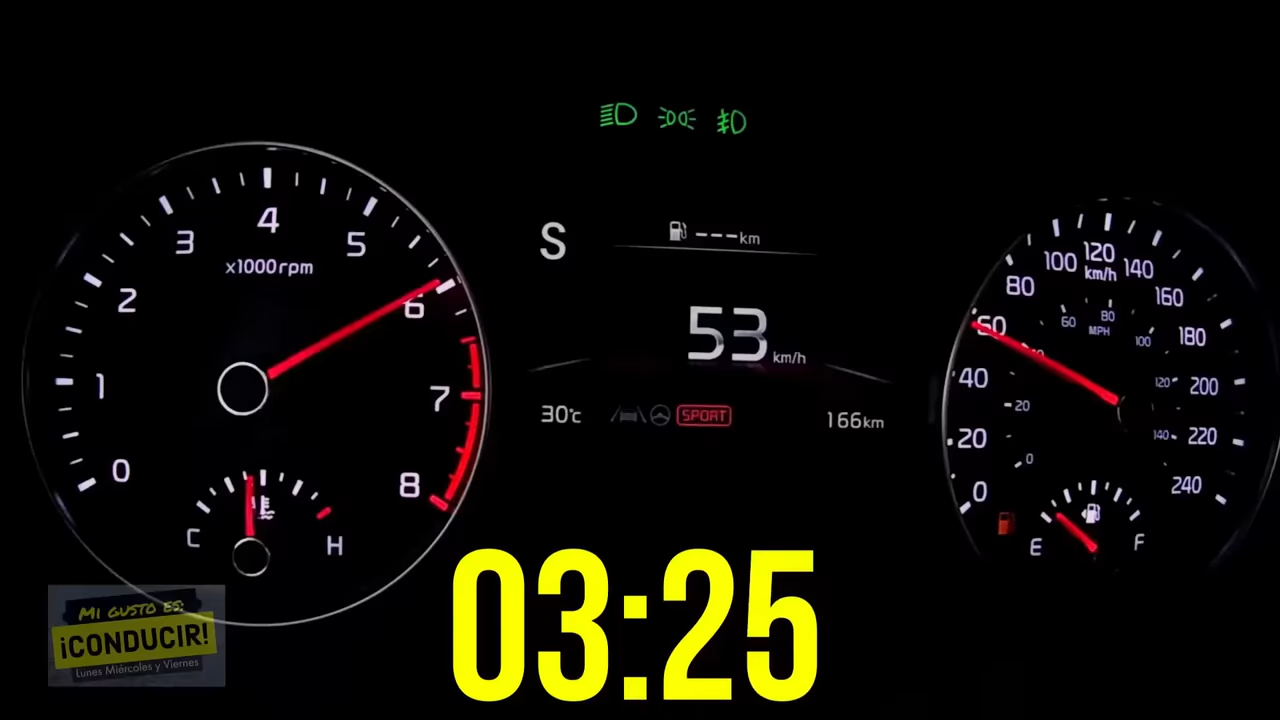 0
1
2
3
4
5
6
7
8
x1000rpm
C
H
S
---km
53 km/h
30°c
SPORT
166km
0
20
40
60
80
100
120
140
160
180
200
220
240
km/h
0
20
60
80
100
120
140
MPH
E
F
03:25
MI GUSTO ES:
¡CONDUCIR!
Lunes Miércoles y Viernes